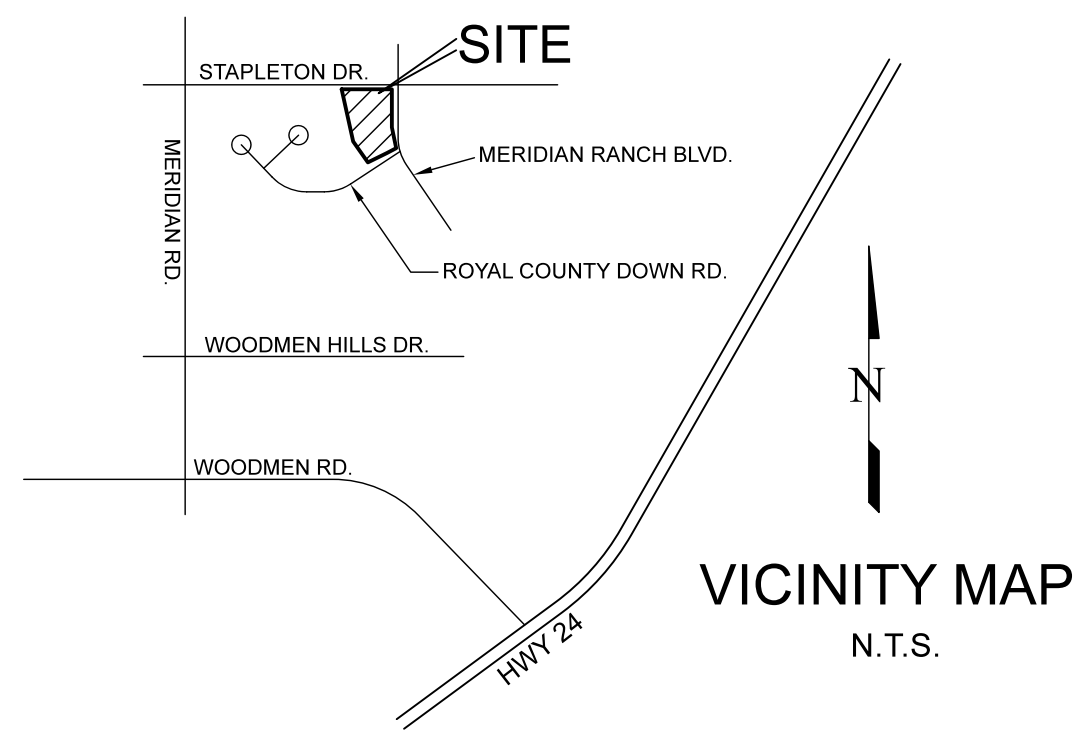 SITE
STAPLETON DR.
MERIDIAN RD.
MERIDIAN RANCH BLVD.
ROYAL COUNTY DOWN RD.
WOODMEN HILLS DR.
N
WOODMEN RD.
HWY 24
VICINITY MAP
N.T.S.